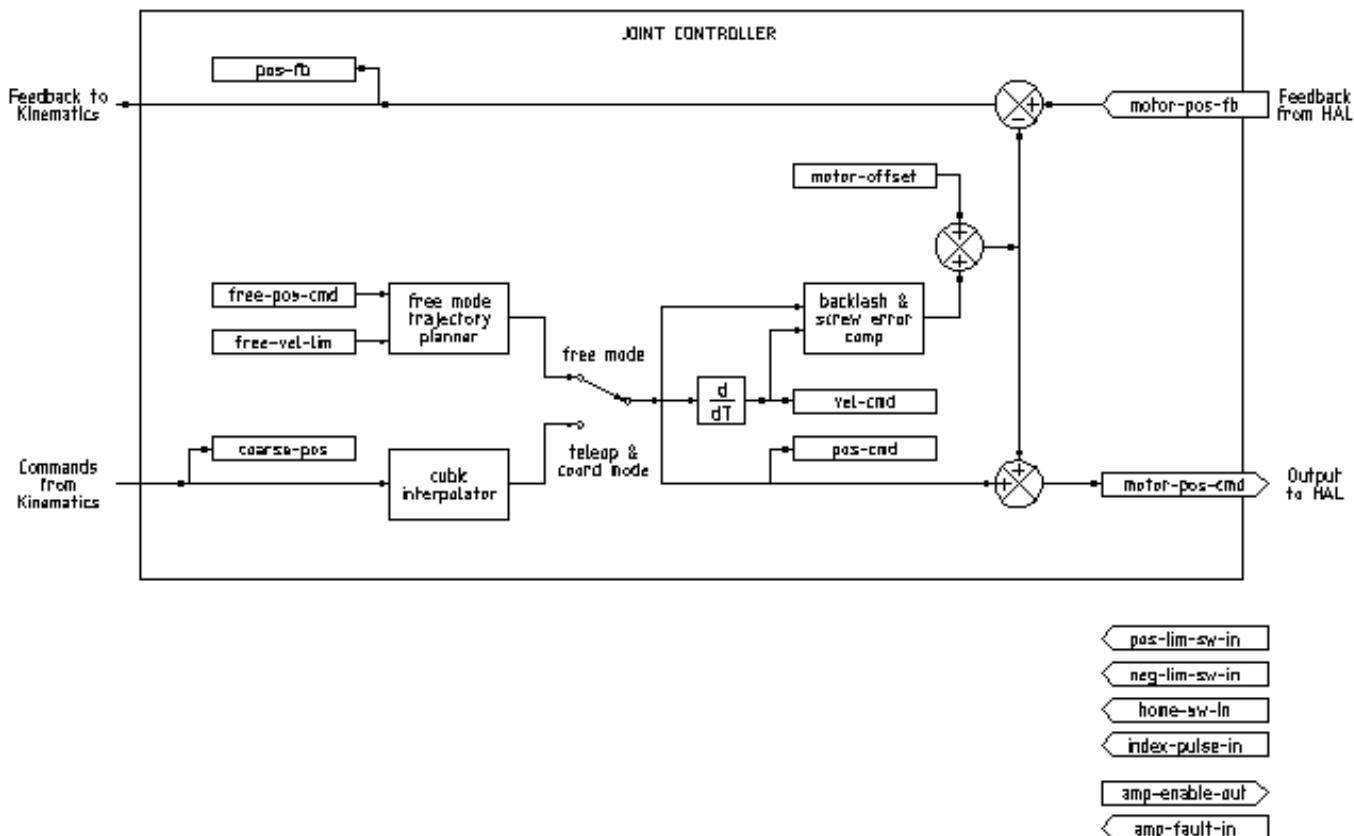 JOINT CONTROLLER
pos-fb
Feedback to
Kinematics
+
−
motor-pos-fb
Feedback
from HAL
motor-offset
+
+
free-pos-cmd
free-vel-lim
free mode
trajectory
planner
free mode
backlash &
screw error
comp
d
dT
vel-cmd
coarse-pos
teleop &
coord mode
pos-cmd
Commands
from
Kinematics
cubic
interpolator
+
+
motor-pos-cmd
Output
to HAL
pos-lim-sw-in
neg-lim-sw-in
home-sw-in
index-pulse-in
amp-enable-out
amp-fault-in